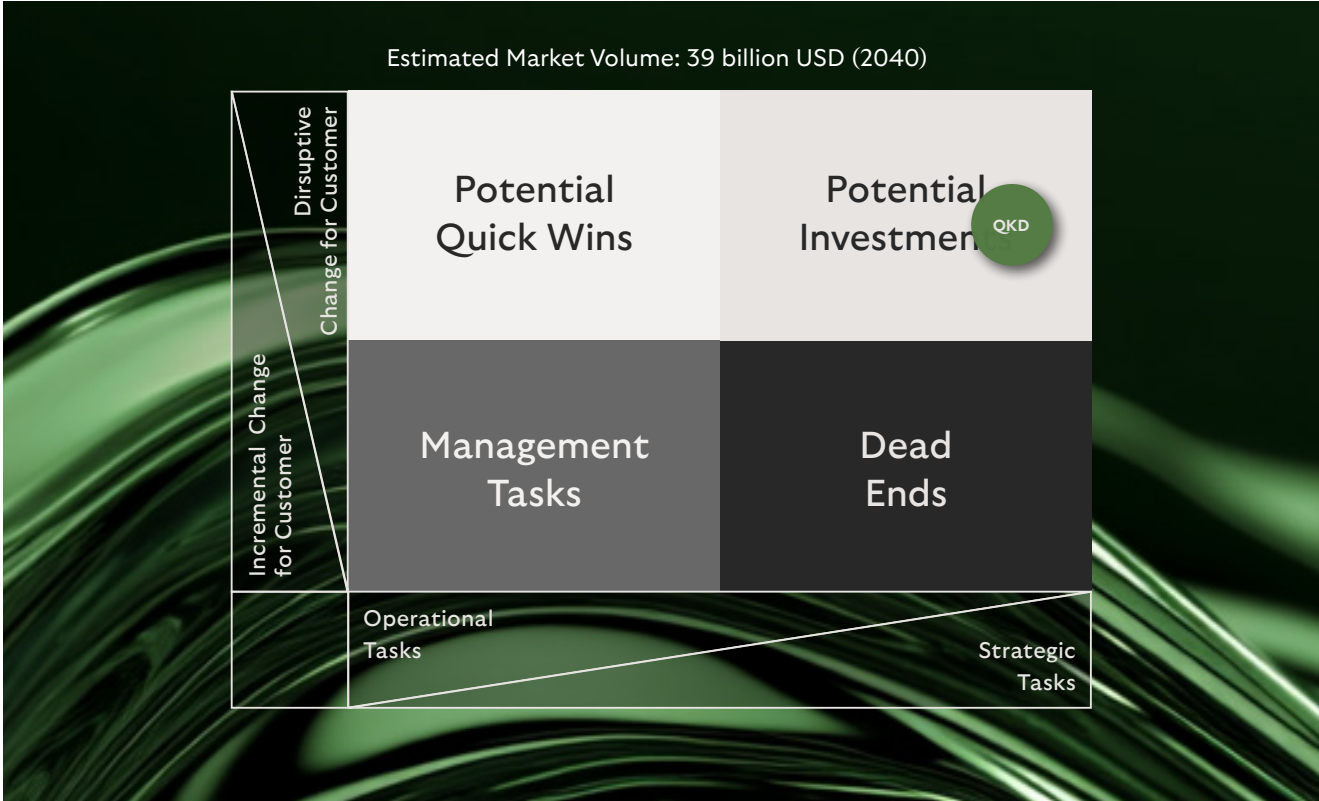 Estimated Market Volume: 39 billion USD (2040)
Dirsuptive
Change for Customer
Incremental Change
for Customer
Potential
Quick Wins
Potential
QKD
Management
Tasks
Dead
Ends
Operational
Tasks
Strategic
Tasks